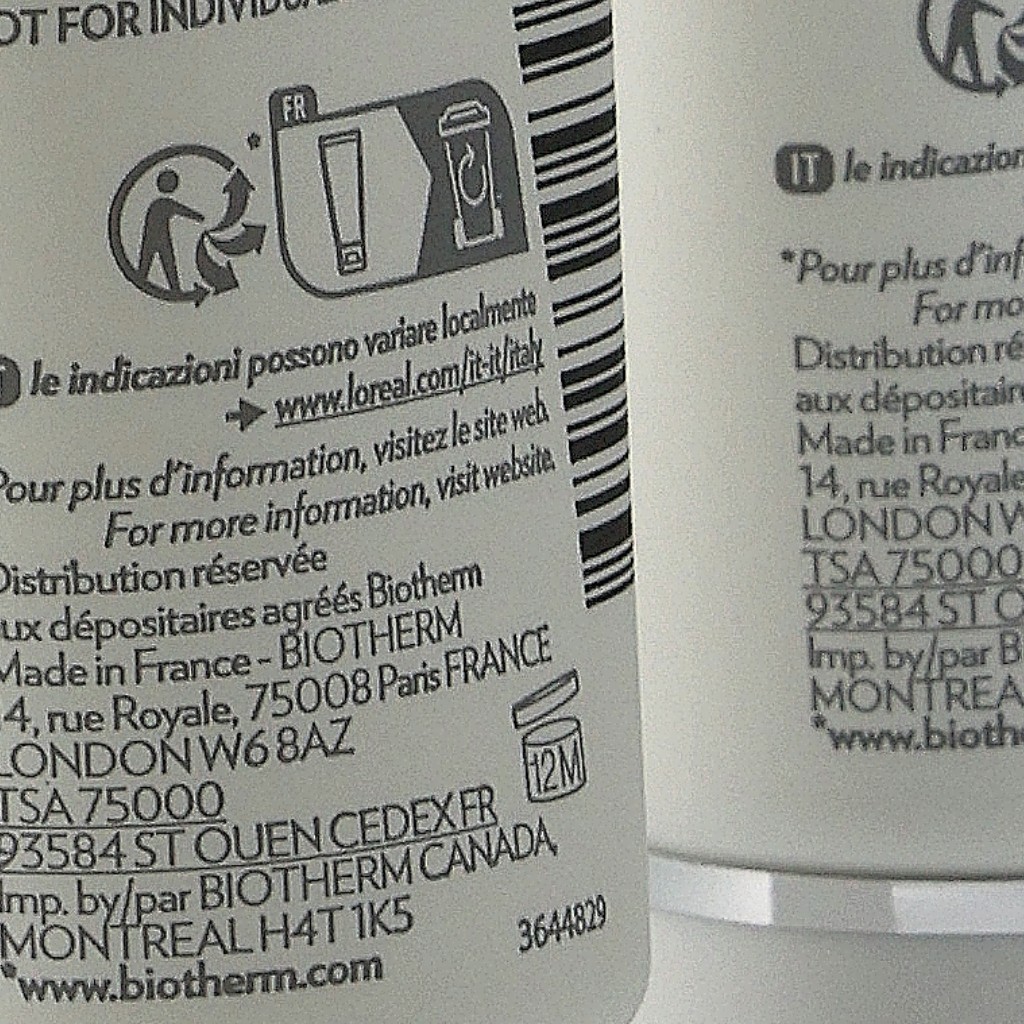 OT FOR INDIVIDUA
FR
*
le indicazioni possono variare localmente
www.loreal.com/it-it/italy
Pour plus d'information, visitez le site web.
For more information, visit website.
Distribution réservée
ux dépositaires agréés Biotherm
Made in France - BIOTHERM
14, rue Royale, 75008 Paris FRANCE
LONDON W6 8AZ
TSA 75000
93584 ST OUEN CEDEX FR
Imp. by/par BIOTHERM CANADA,
MONTREAL H4T 1K5
*www.biotherm.com
12M
3644829
IT le indicazion
*Pour plus d'inf
For mo
Distribution ré
aux dépositair
Made in Franc
14, rue Royale
LONDON W
TSA 75000
93584 ST O
Imp. by/par B
MONTREA
*www.biothe